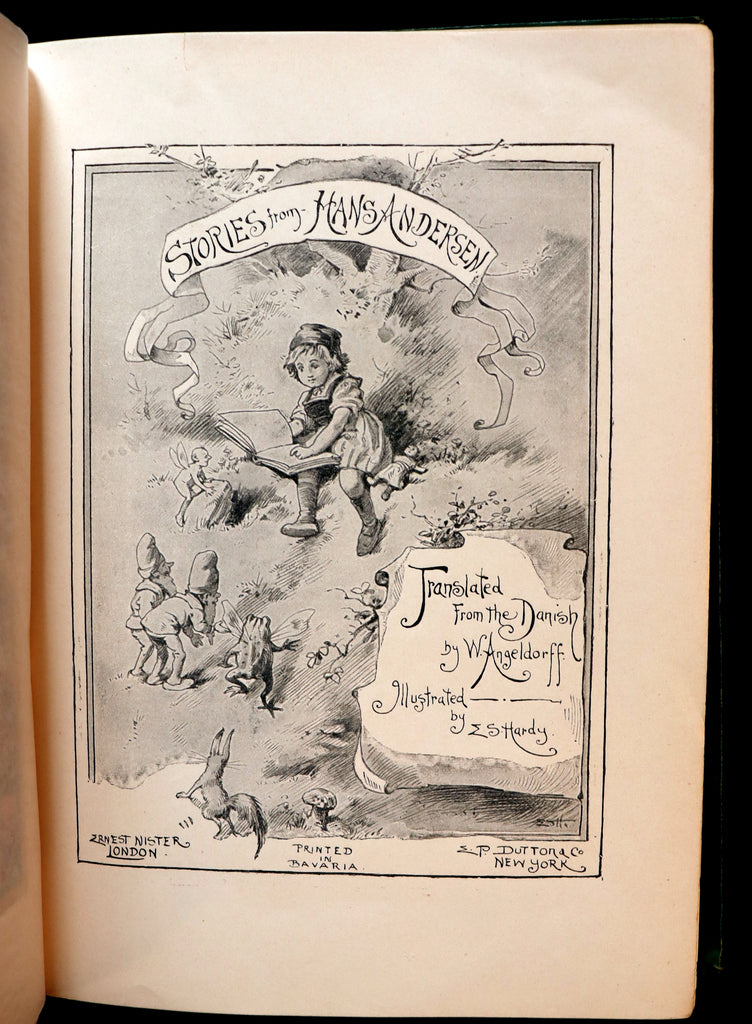 STORIES from HANS ANDERSEN
Translated
From the Danish
by W. Angeldorff.
Illustrated
by
E.S. Hardy.
E.S.H.
ERNEST NISTER
LONDON.
PRINTED
IN
BAVARIA.
E. P. DUTTON & Co
NEW YORK.